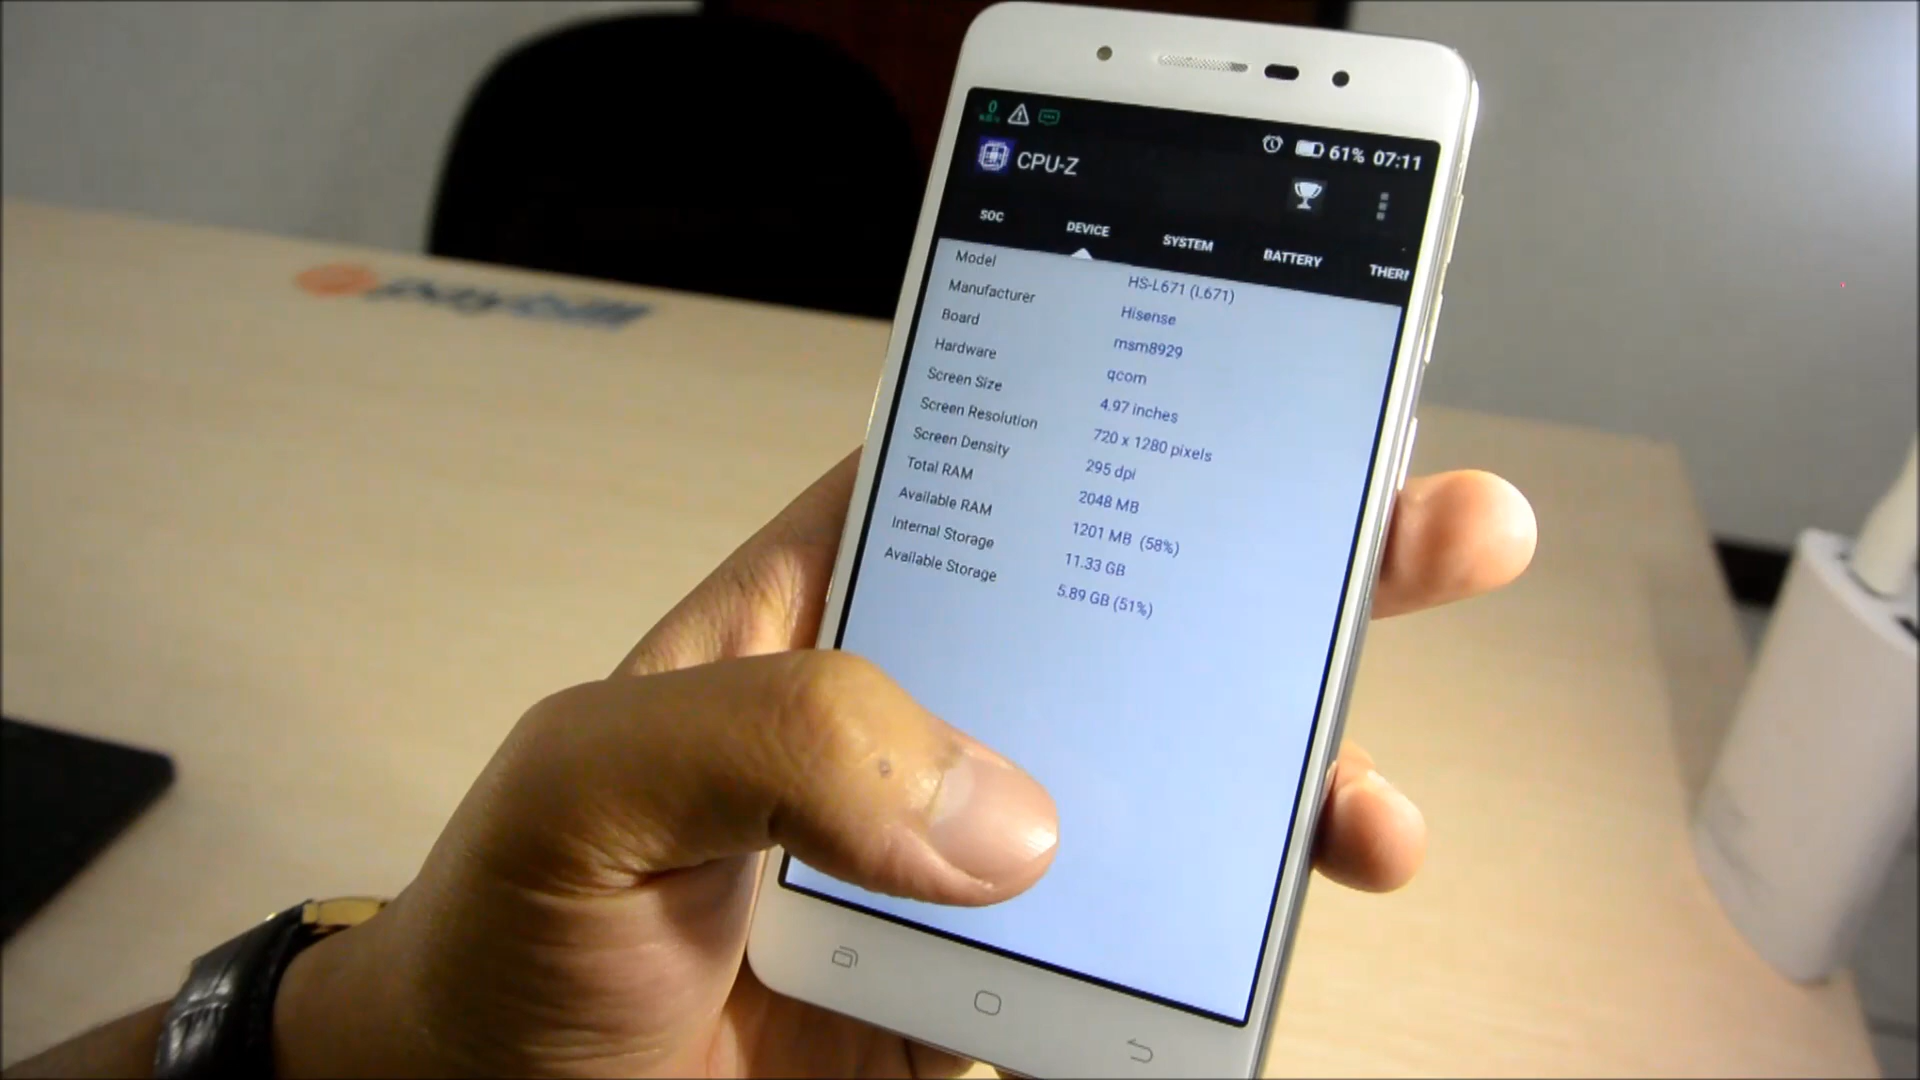 0
61% 07:11
CPU-Z
SOC DEVICE SYSTEM BATTERY THERM
Model HS-L671 (L671)
Manufacturer Hisense
Board msm8929
Hardware qcom
Screen Size 4.97 inches
Screen Resolution 720 x 1280 pixels
Screen Density 295 dpi
Total RAM 2048 MB
Available RAM 1201 MB (58%)
Internal Storage 11.33 GB
Available Storage 5.89 GB (51%)